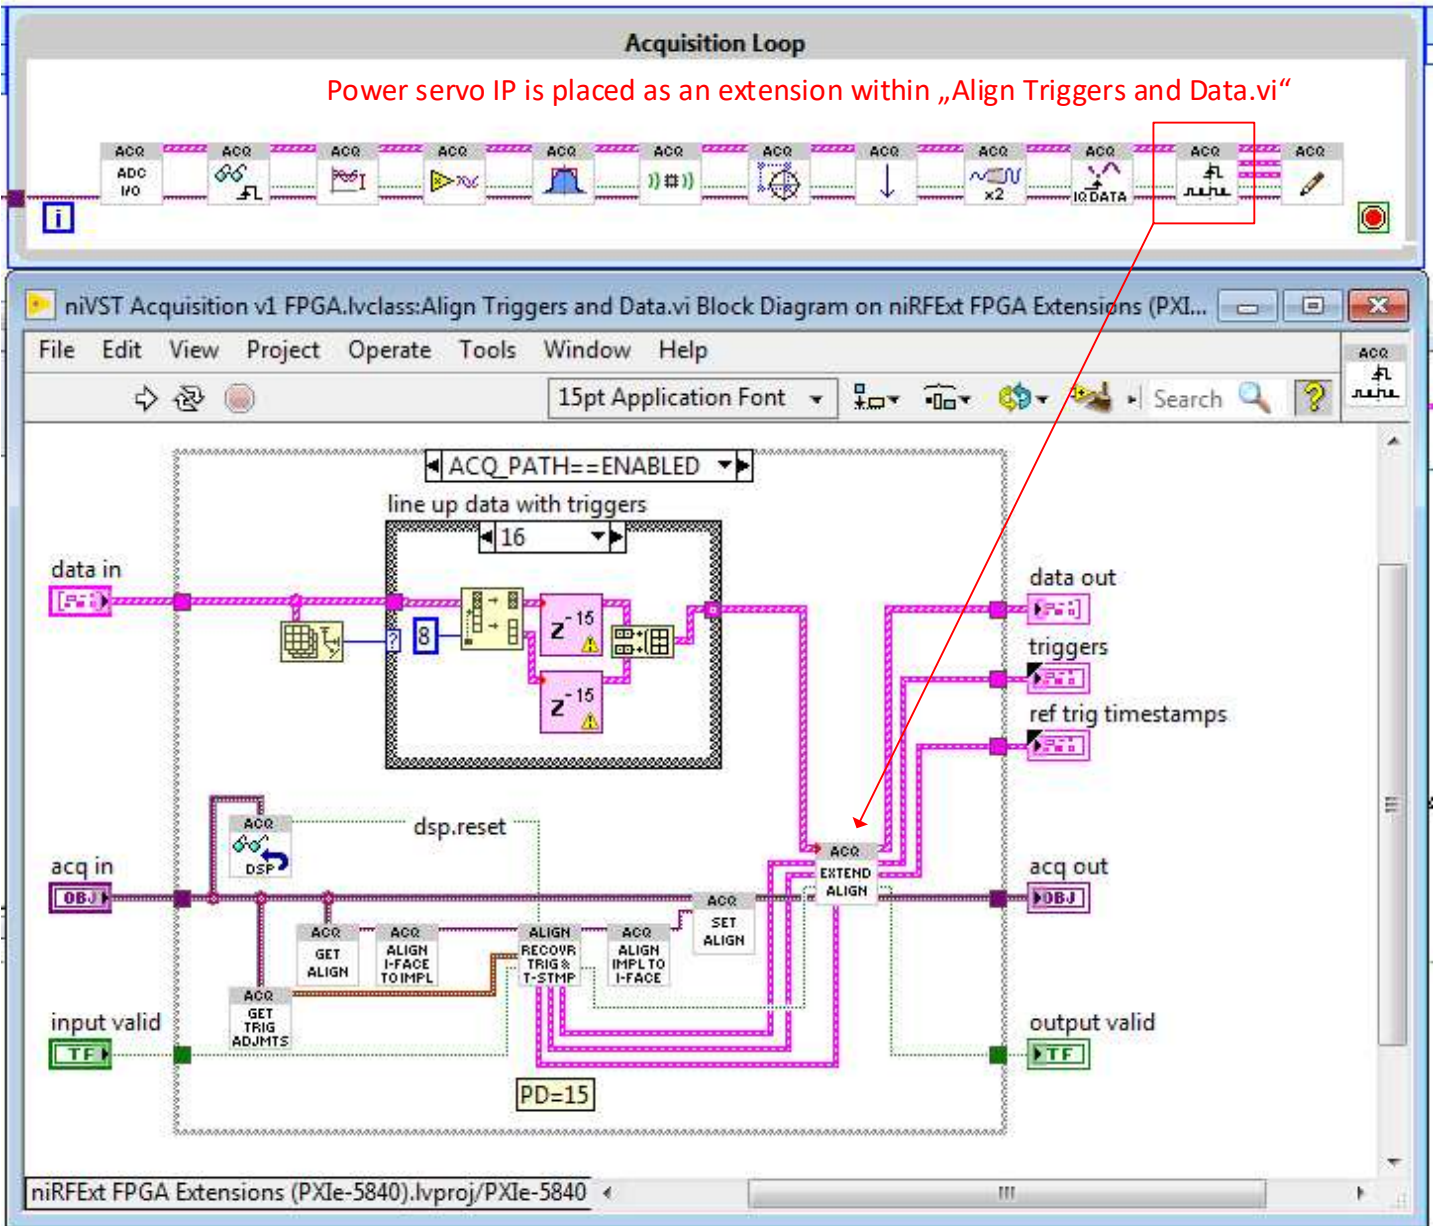 Acquisition Loop
Power servo IP is placed as an extension within „Align Triggers and Data.vi“
ACQ ACQ ACQ ACQ ACQ ACQ ACQ ACQ ACQ ACQ ACQ ACQ
ADC
I/O
x2
IQ DATA
i
niVST Acquisition v1 FPGA.lvclass:Align Triggers and Data.vi Block Diagram on niRFExt FPGA Extensions (PXI...
File Edit View Project Operate Tools Window Help
ACQ
15pt Application Font
Search
ACQ_PATH==ENABLED
line up data with triggers
16
data in
data out
8
z-15
triggers
z-15
ref trig timestamps
ACQ
DSP
dsp.reset
ACQ
EXTEND
ALIGN
acq in
OBJ
acq out
OBJ
ACQ
SET
ALIGN
ACQ
GET
ALIGN
ACQ
ALIGN
I-FACE
TO IMPL
ALIGN
RECOVR
TRIG &
T-STMP
ACQ
ALIGN
IMPL TO
I-FACE
ACQ
GET
TRIG
ADJMTS
input valid
TF
output valid
TF
PD=15
niRFExt FPGA Extensions (PXIe-5840).lvproj/PXIe-5840